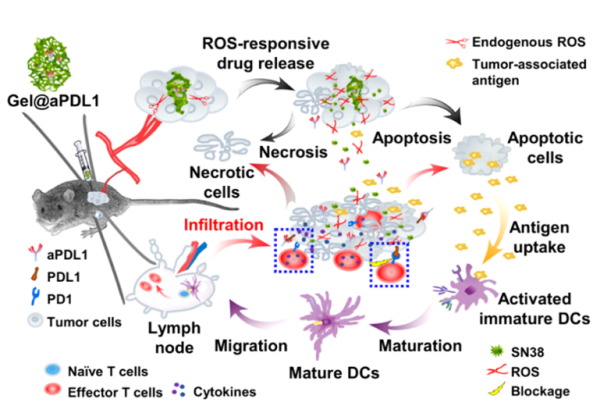 ROS-responsive
drug release
Endogenous ROS
Tumor-associated
antigen
Gel@aPDL1
Necrosis
Apoptosis
Apoptotic
cells
Necrotic
cells
Infiltration
Antigen
uptake
aPDL1
PDL1
PD1
Tumor cells
Lymph
node
Migration
Mature DCs
Maturation
Activated
immature DCs
SN38
ROS
Blockage
Naïve T cells
Effector T cells
Cytokines